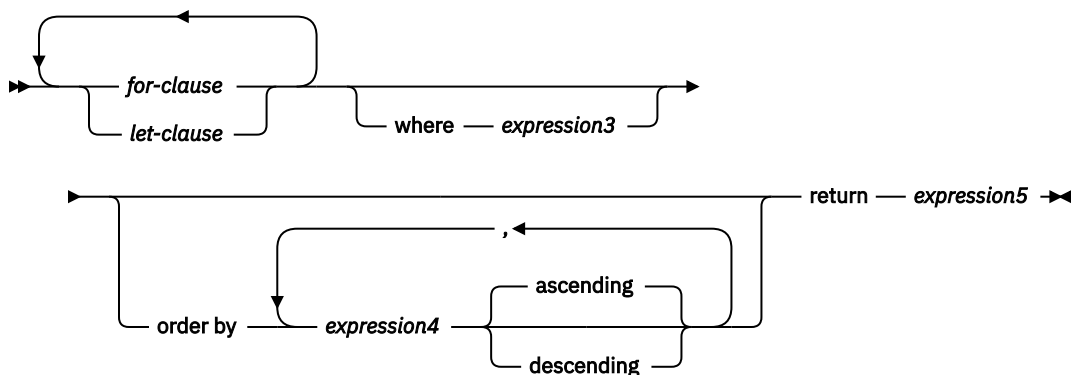 for-clause
let-clause
where expression3
return expression5
,
ascending
order by expression4
descending